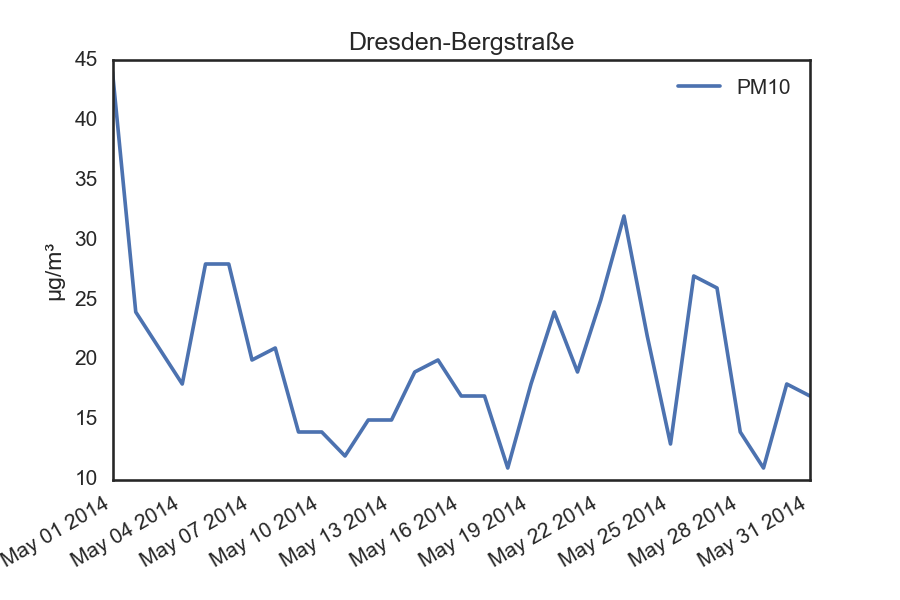 Dresden-Bergstraße
PM10
µg/m³
45
40
35
30
25
20
15
10
May 01 2014
May 04 2014
May 07 2014
May 10 2014
May 13 2014
May 16 2014
May 19 2014
May 22 2014
May 25 2014
May 28 2014
May 31 2014